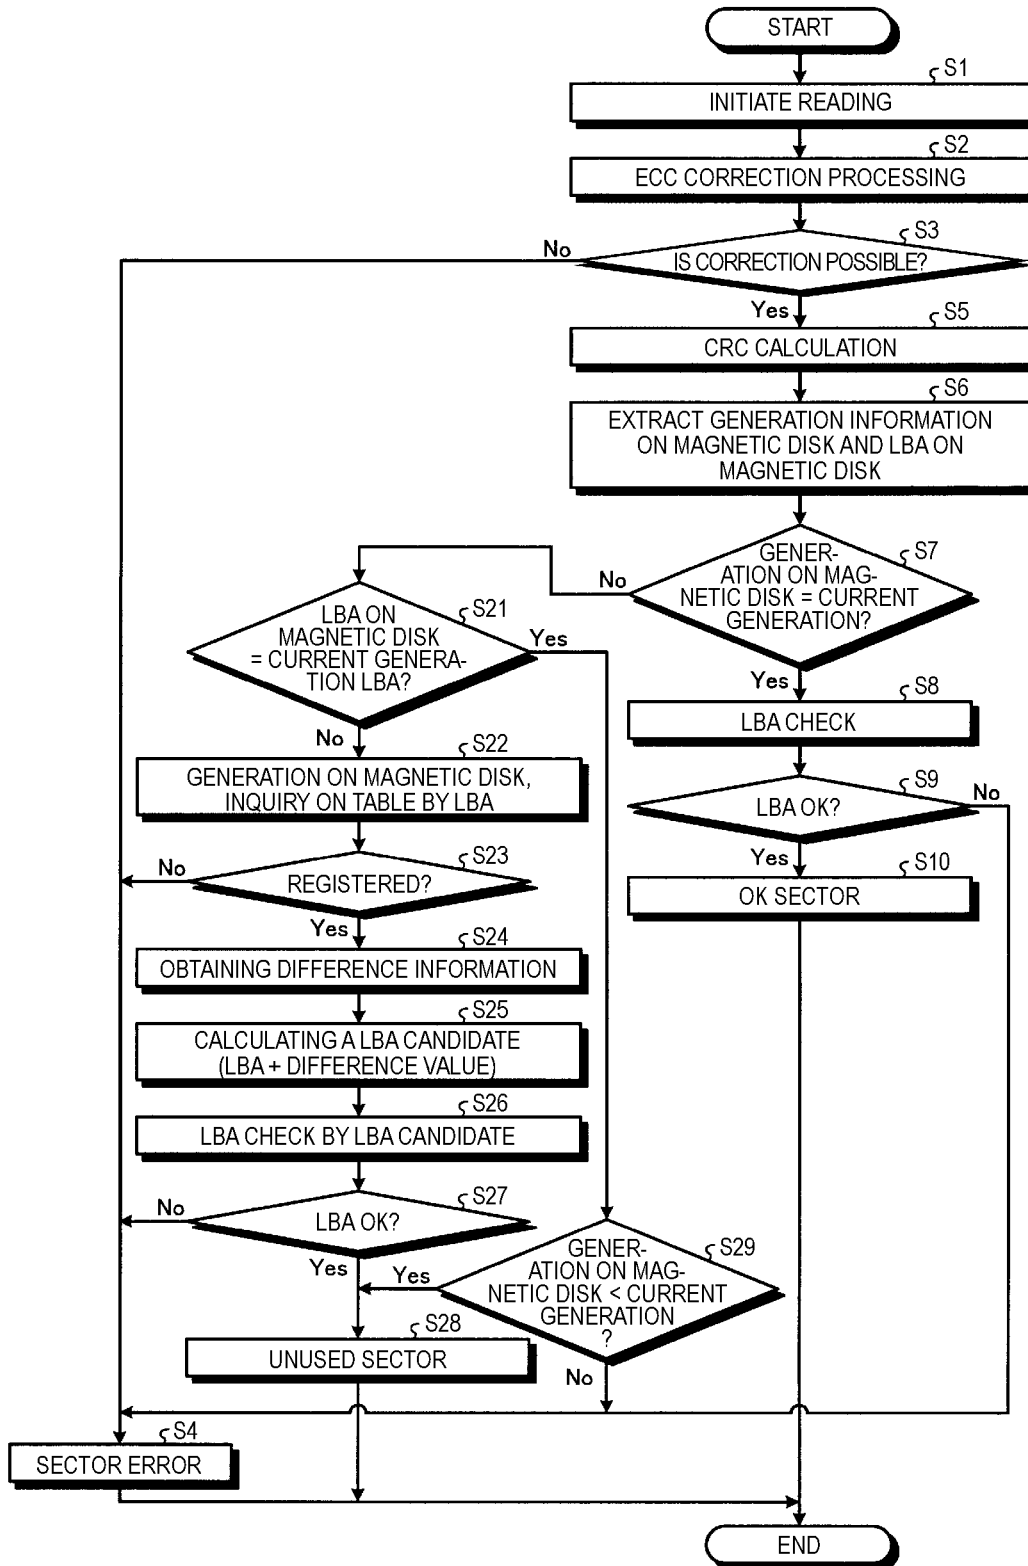 START
S1
INITIATE READING
S2
ECC CORRECTION PROCESSING
S3
No
IS CORRECTION POSSIBLE?
Yes
S5
CRC CALCULATION
S6
EXTRACT GENERATION INFORMATION
ON MAGNETIC DISK AND LBA ON
MAGNETIC DISK
S7
GENER-
ATION ON MAG-
NETIC DISK = CURRENT
GENERATION?
No
Yes
S21
LBA ON
MAGNETIC DISK
= CURRENT GENERA-
TION LBA?
Yes
No
S8
LBA CHECK
S22
GENERATION ON MAGNETIC DISK,
INQUIRY ON TABLE BY LBA
S9
LBA OK?
No
Yes
S23
No
REGISTERED?
Yes
S10
OK SECTOR
S24
OBTAINING DIFFERENCE INFORMATION
S25
CALCULATING A LBA CANDIDATE
(LBA + DIFFERENCE VALUE)
S26
LBA CHECK BY LBA CANDIDATE
S27
No
LBA OK?
Yes
S29
GENER-
ATION ON MAG-
NETIC DISK < CURRENT
GENERATION
?
Yes
No
S28
UNUSED SECTOR
S4
SECTOR ERROR
END